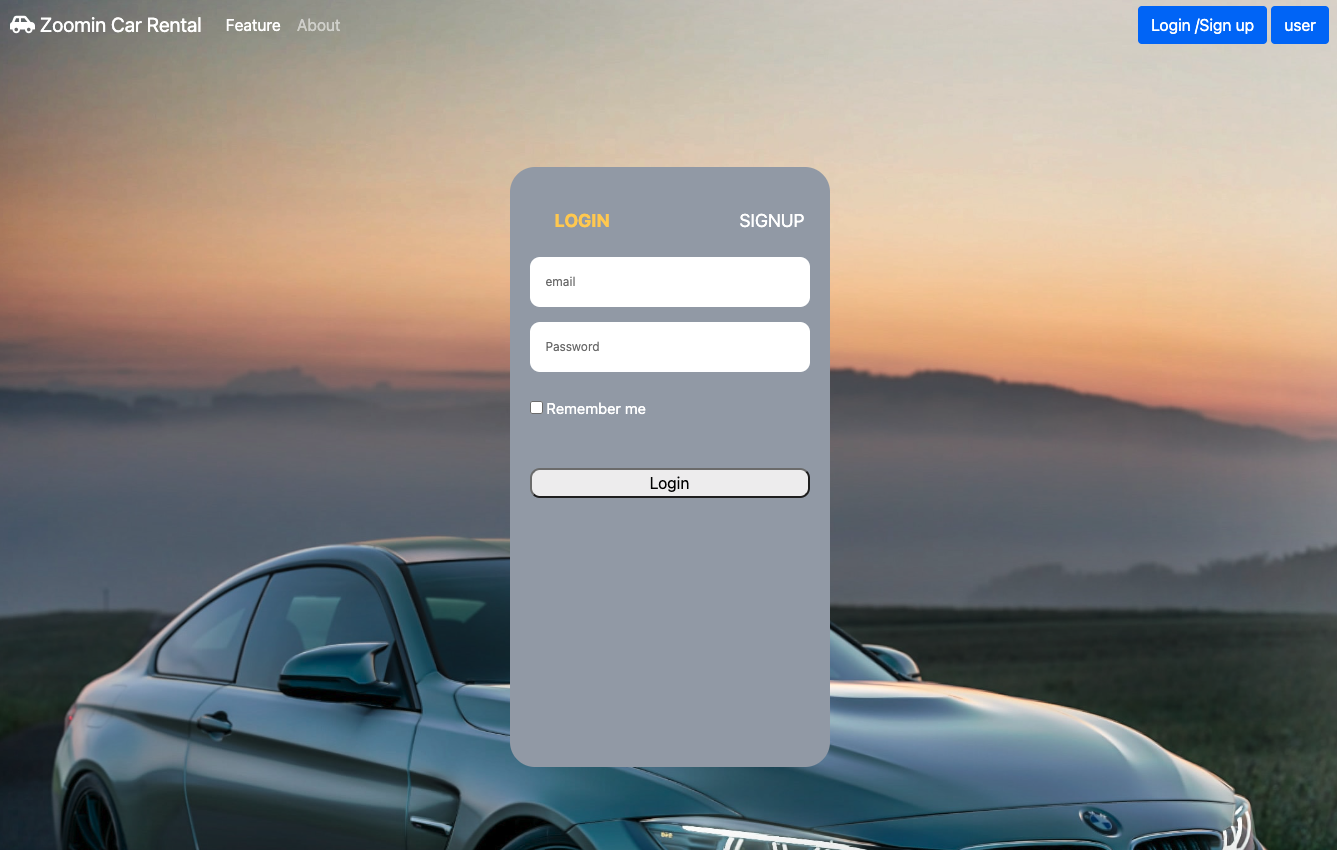 Zoomin Car Rental Feature About Login /Sign up user
LOGIN SIGNUP
email
Password
Remember me
Login